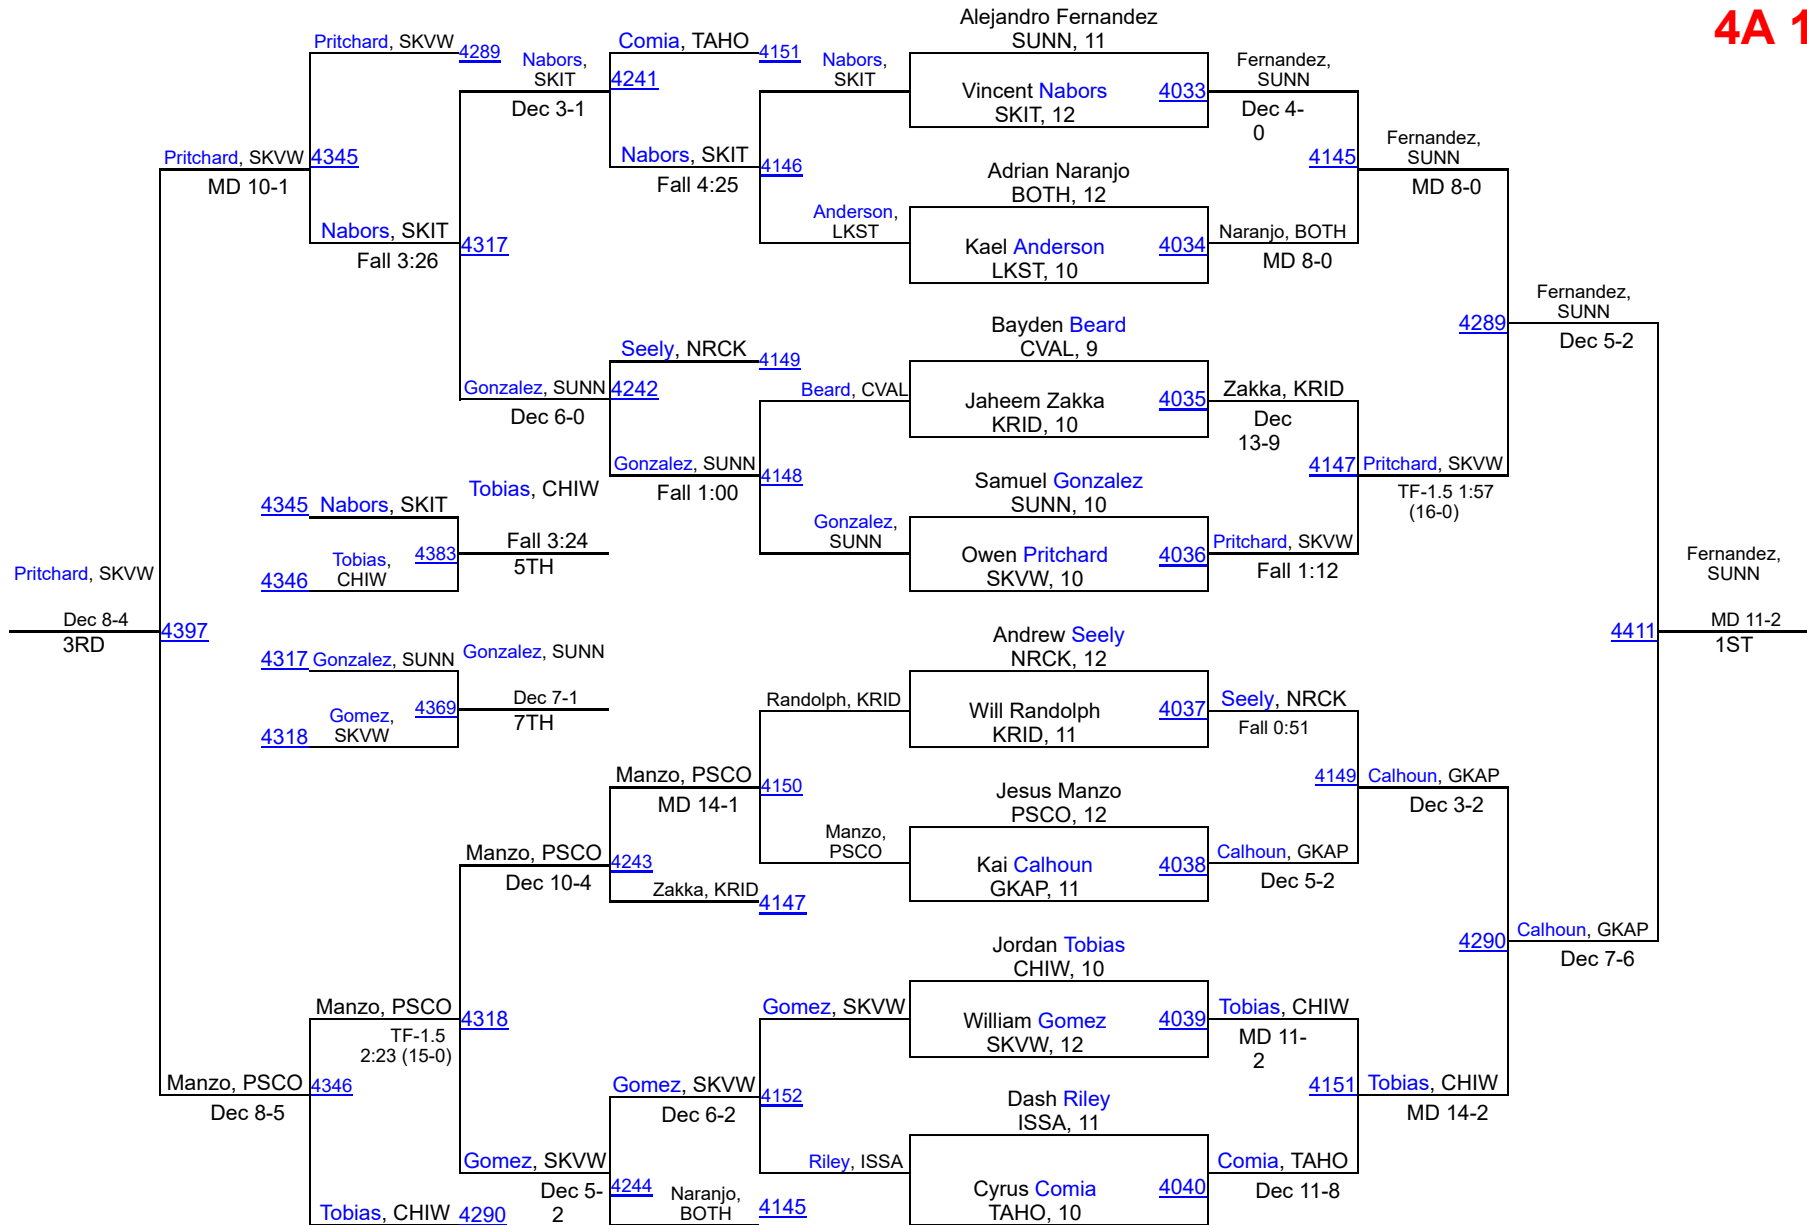 4A 1
Alejandro Fernandez
SUNN, 11
Pritchard, SKVW 4289
Nabors,
SKIT
Comia, TAHO 4151
Nabors,
SKIT
Fernandez,
SUNN
4241
Vincent Nabors 4033
SKIT, 12
Dec 3-1
Dec 4-
0
Fernandez,
SUNN
Pritchard, SKVW 4345
Nabors, SKIT 4146
4145
MD 10-1
Fall 4:25
Adrian Naranjo
BOTH, 12
MD 8-0
Anderson,
LKST
Nabors, SKIT 4317
Kael Anderson 4034
LKST, 10
Naranjo, BOTH
Fall 3:26
MD 8-0
Fernandez,
SUNN
Bayden Beard
CVAL, 9
4289
Dec 5-2
Seely, NRCK 4149
Gonzalez, SUNN 4242
Beard, CVAL
Jaheem Zakka 4035
KRID, 10
Zakka, KRID
Dec 6-0
Dec
13-9
Gonzalez, SUNN 4148
4147 Pritchard, SKVW
Fall 1:00
Samuel Gonzalez
SUNN, 10
TF-1.5 1:57
(16-0)
4345 Nabors, SKIT
Tobias, CHIW
Gonzalez,
SUNN
Fall 3:24
Owen Pritchard 4036
SKVW, 10
Pritchard, SKVW
4383
Tobias,
CHIW
5TH
Fall 1:12
4346
Pritchard, SKVW
Fernandez,
SUNN
Dec 8-4
4397
3RD
4411
MD 11-2
1ST
Andrew Seely
NRCK, 12
4317 Gonzalez, SUNN
Gonzalez, SUNN
Dec 7-1
Randolph, KRID
Will Randolph 4037
KRID, 11
Seely, NRCK
Gomez,
SKVW
4369
7TH
Fall 0:51
4318
Manzo, PSCO 4150
4149 Calhoun, GKAP
MD 14-1
Jesus Manzo
PSCO, 12
Dec 3-2
Manzo,
PSCO
Manzo, PSCO 4243
Kai Calhoun 4038
GKAP, 11
Calhoun, GKAP
Dec 10-4
Dec 5-2
Zakka, KRID 4147
Jordan Tobias
CHIW, 10
4290
Calhoun, GKAP
Dec 7-6
Manzo, PSCO 4318
Gomez, SKVW
William Gomez 4039
SKVW, 12
Tobias, CHIW
TF-1.5
2:23 (15-0)
MD 11-
2
Manzo, PSCO 4346
Gomez, SKVW 4152
4151 Tobias, CHIW
Dec 8-5
Dec 6-2
Dash Riley
ISSA, 11
MD 14-2
Gomez, SKVW
Riley, ISSA
Comia, TAHO
Dec 5-
2
4244
Naranjo,
BOTH
4145
Cyrus Comia 4040
TAHO, 10
Dec 11-8
Tobias, CHIW 4290